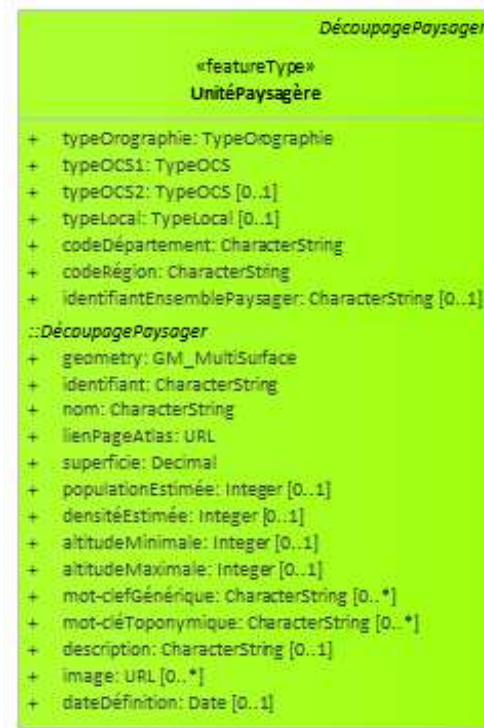 DécoupagePaysager
«featureType»
UnitéPaysagère
+ typeOrographie: TypeOrographie
+ typeOCS1: TypeOCS
+ typeOCS2: TypeOCS [0..1]
+ typeLocal: TypeLocal [0..1]
+ codeDépartement: CharacterString
+ codeRégion: CharacterString
+ identifiantEnsemblePaysager: CharacterString [0..1]
::DécoupagePaysager
+ geometry: GM_MultiSurface
+ identifiant: CharacterString
+ nom: CharacterString
+ lienPageAtlas: URL
+ superficie: Decimal
+ populationEstimée: Integer [0..1]
+ densitéEstimée: Integer [0..1]
+ altitudeMinimale: Integer [0..1]
+ altitudeMaximale: Integer [0..1]
+ mot-clefGénérique: CharacterString [0..*]
+ mot-cléToponymique: CharacterString [0..*]
+ description: CharacterString [0..1]
+ image: URL [0..*]
+ dateDéfinition: Date [0..1]